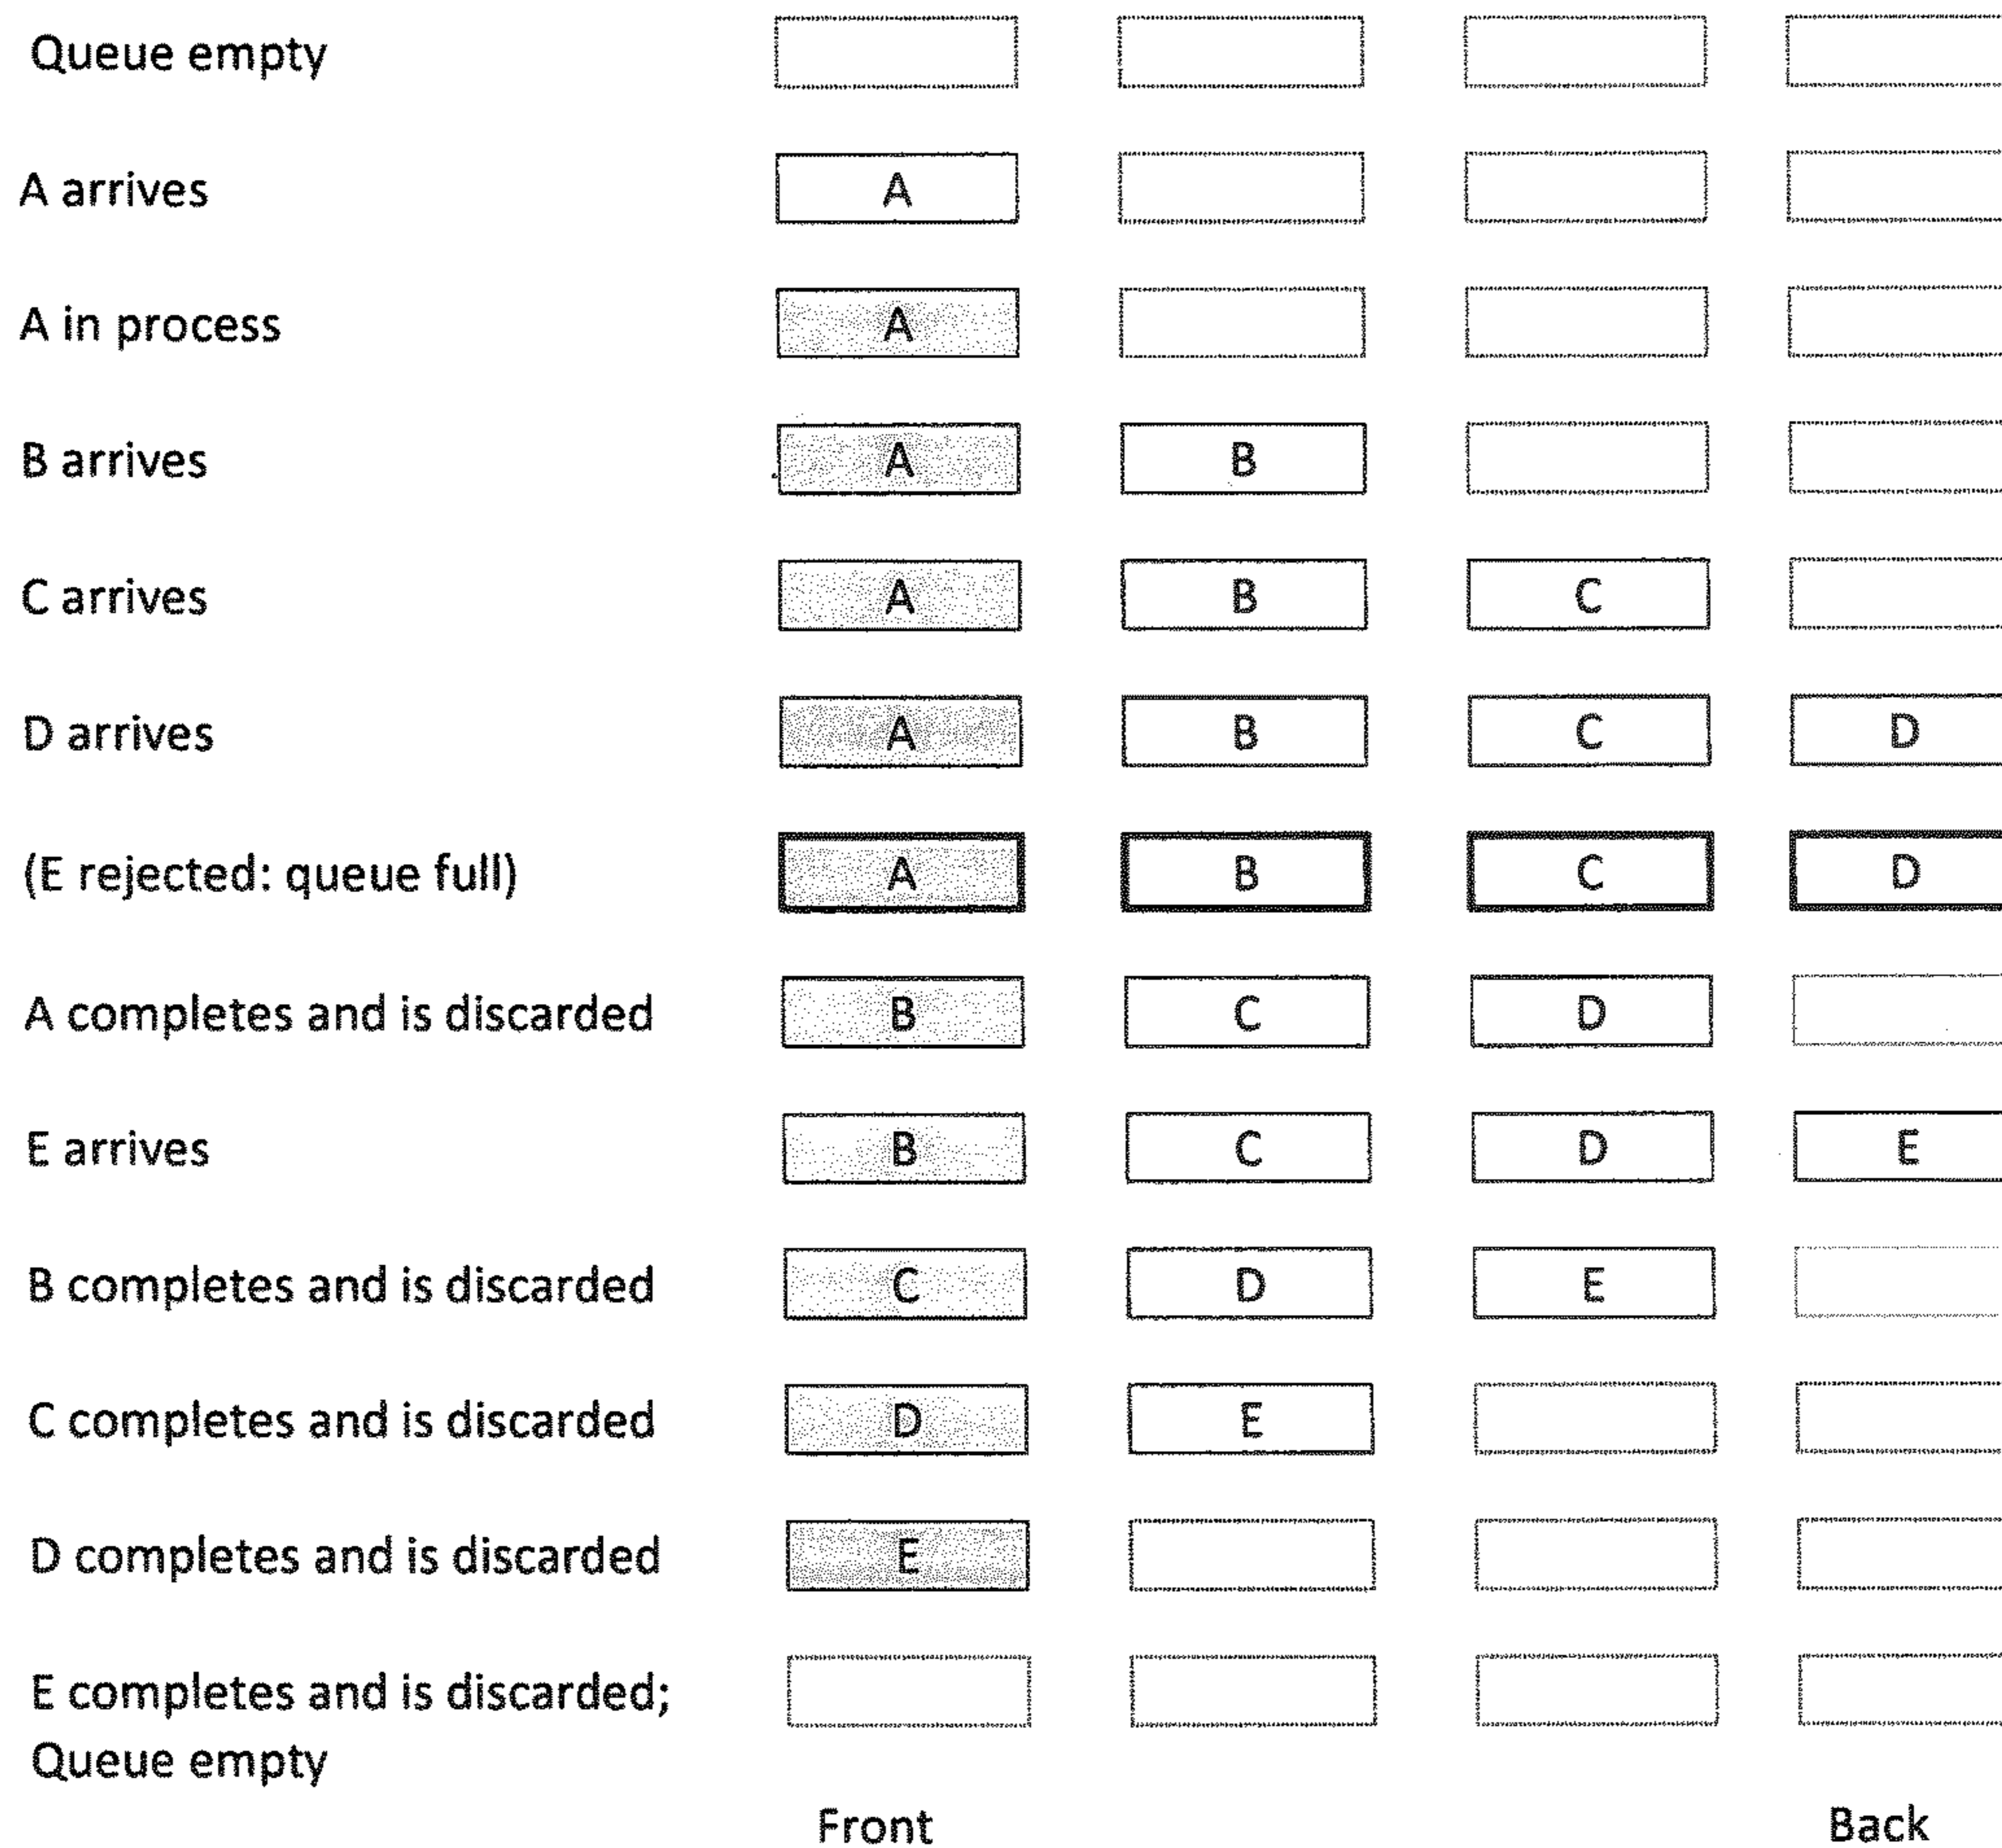 Queue empty
A arrives A
A in process A
B arrives A B
C arrives A B C
D arrives A B C D
(E rejected: queue full) A B C D
A completes and is discarded B C D
E arrives B C D E
B completes and is discarded C D E
C completes and is discarded D E
D completes and is discarded E
E completes and is discarded;
Queue empty
Front Back